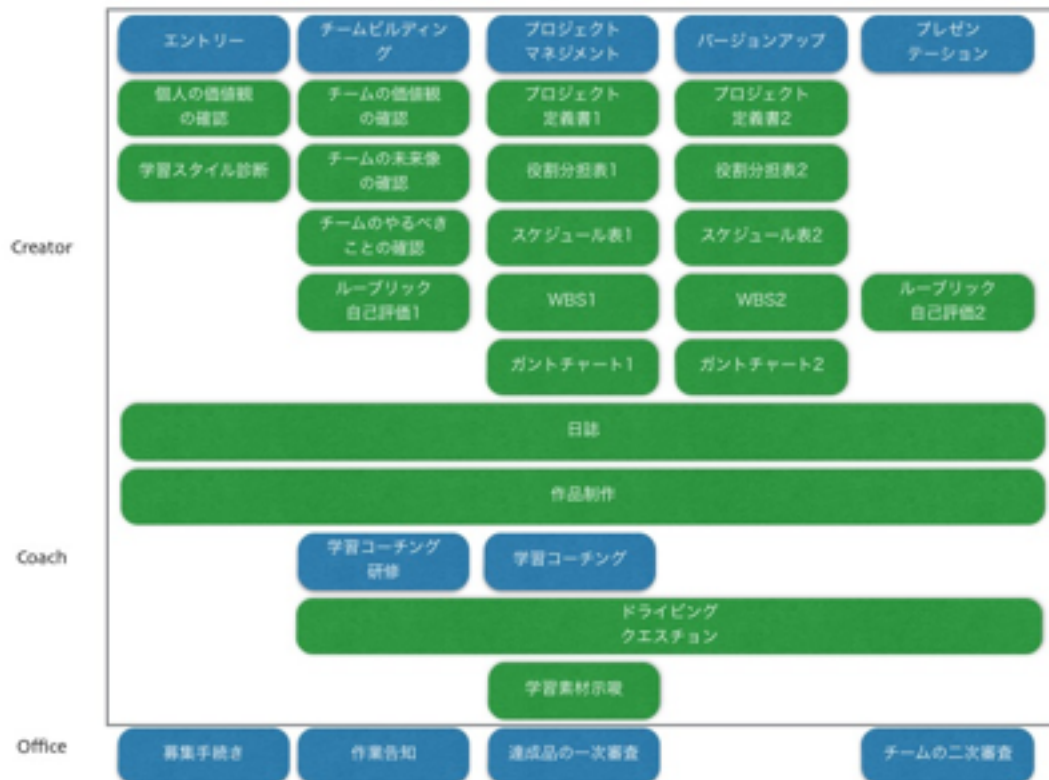 エントリー
チームビルディン
グ
プロジェクト
マネジメント
バージョンアップ
プレゼン
テーション
個人の価値観
の確認
チームの価値観
の確認
プロジェクト
定義書1
プロジェクト
定義書2
学習スタイル診断
チームの未来像
の確認
役割分担表1
役割分担表2
Creator
チームのやるべき
ことの確認
スケジュール表1
スケジュール表2
ルーブリック
自己評価1
WBS1
WBS2
ルーブリック
自己評価2
ガントチャート1
ガントチャート2
日誌
作品制作
Coach
学習コーチング
研修
学習コーチング
ドライビング
クエスチョン
学習素材示唆
Office
募集手続き
作業告知
達成品の一次審査
チームの二次審査